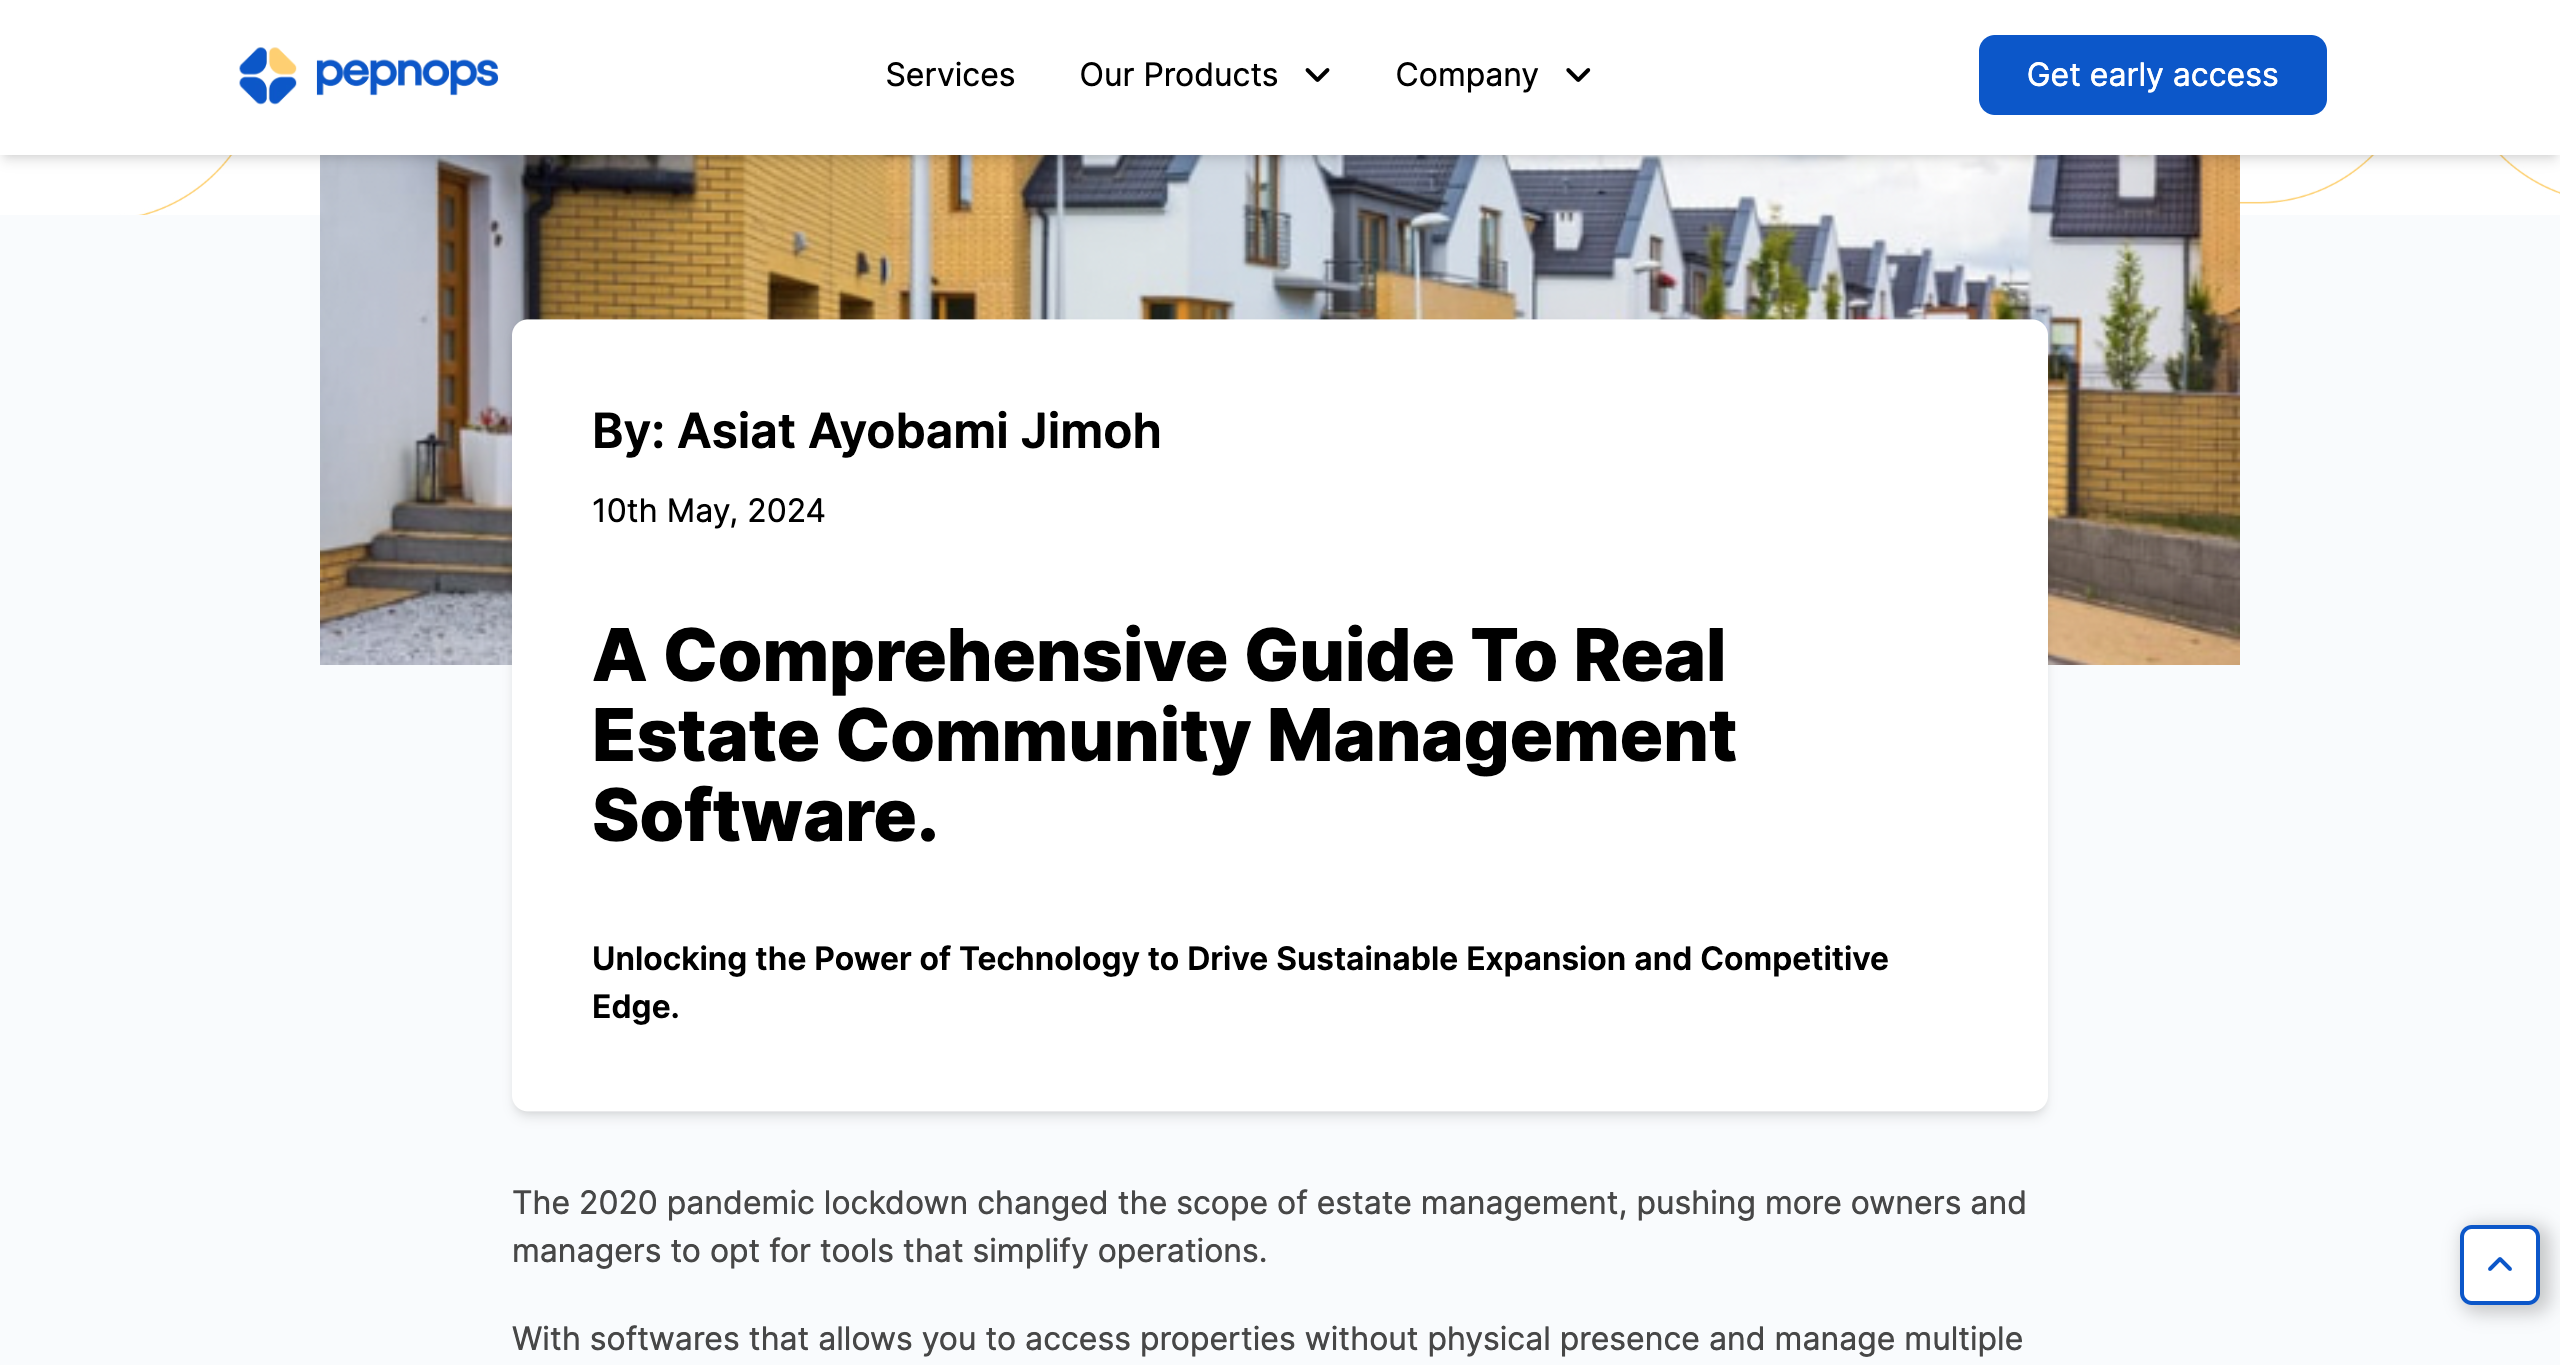 pepnops
Services
Our Products
Company
Get early access
By: Asiat Ayobami Jimoh
10th May, 2024
A Comprehensive Guide To Real
Estate Community Management
Software.
Unlocking the Power of Technology to Drive Sustainable Expansion and Competitive
Edge.
The 2020 pandemic lockdown changed the scope of estate management, pushing more owners and
managers to opt for tools that simplify operations.
With softwares that allows you to access properties without physical presence and manage multiple